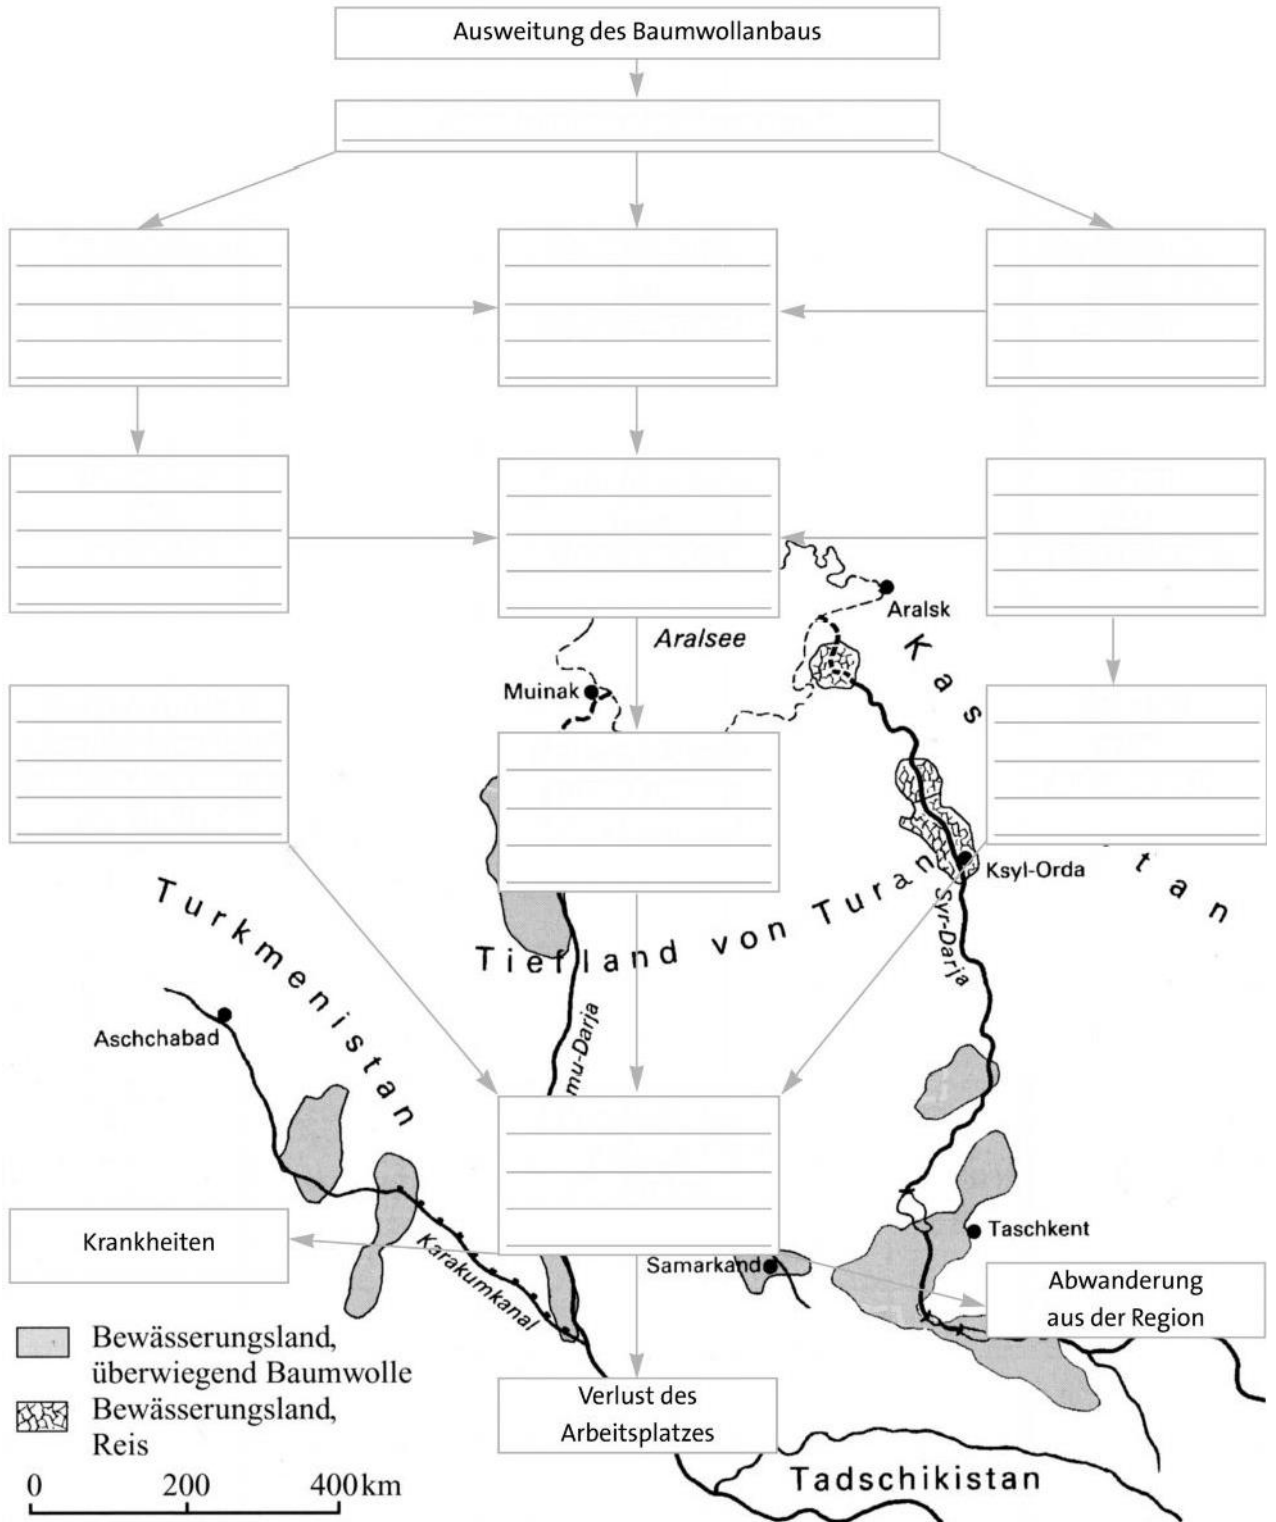 Ausweitung des Baumwollanbaus
Aralsk
Aralsee
Muinak
Kas
tan
Ksyl-Orda
Turkmenistan
Tiefland von Turan
Syr-Darja
Aschchabad
mu-Darja
Krankheiten
Karakumkanal
Samarkand
Taschkent
Abwanderung
aus der Region
Bewässerungsland,
überwiegend Baumwolle
Bewässerungsland,
Reis
Verlust des
Arbeitsplatzes
0 200 400 km
Tadschikistan